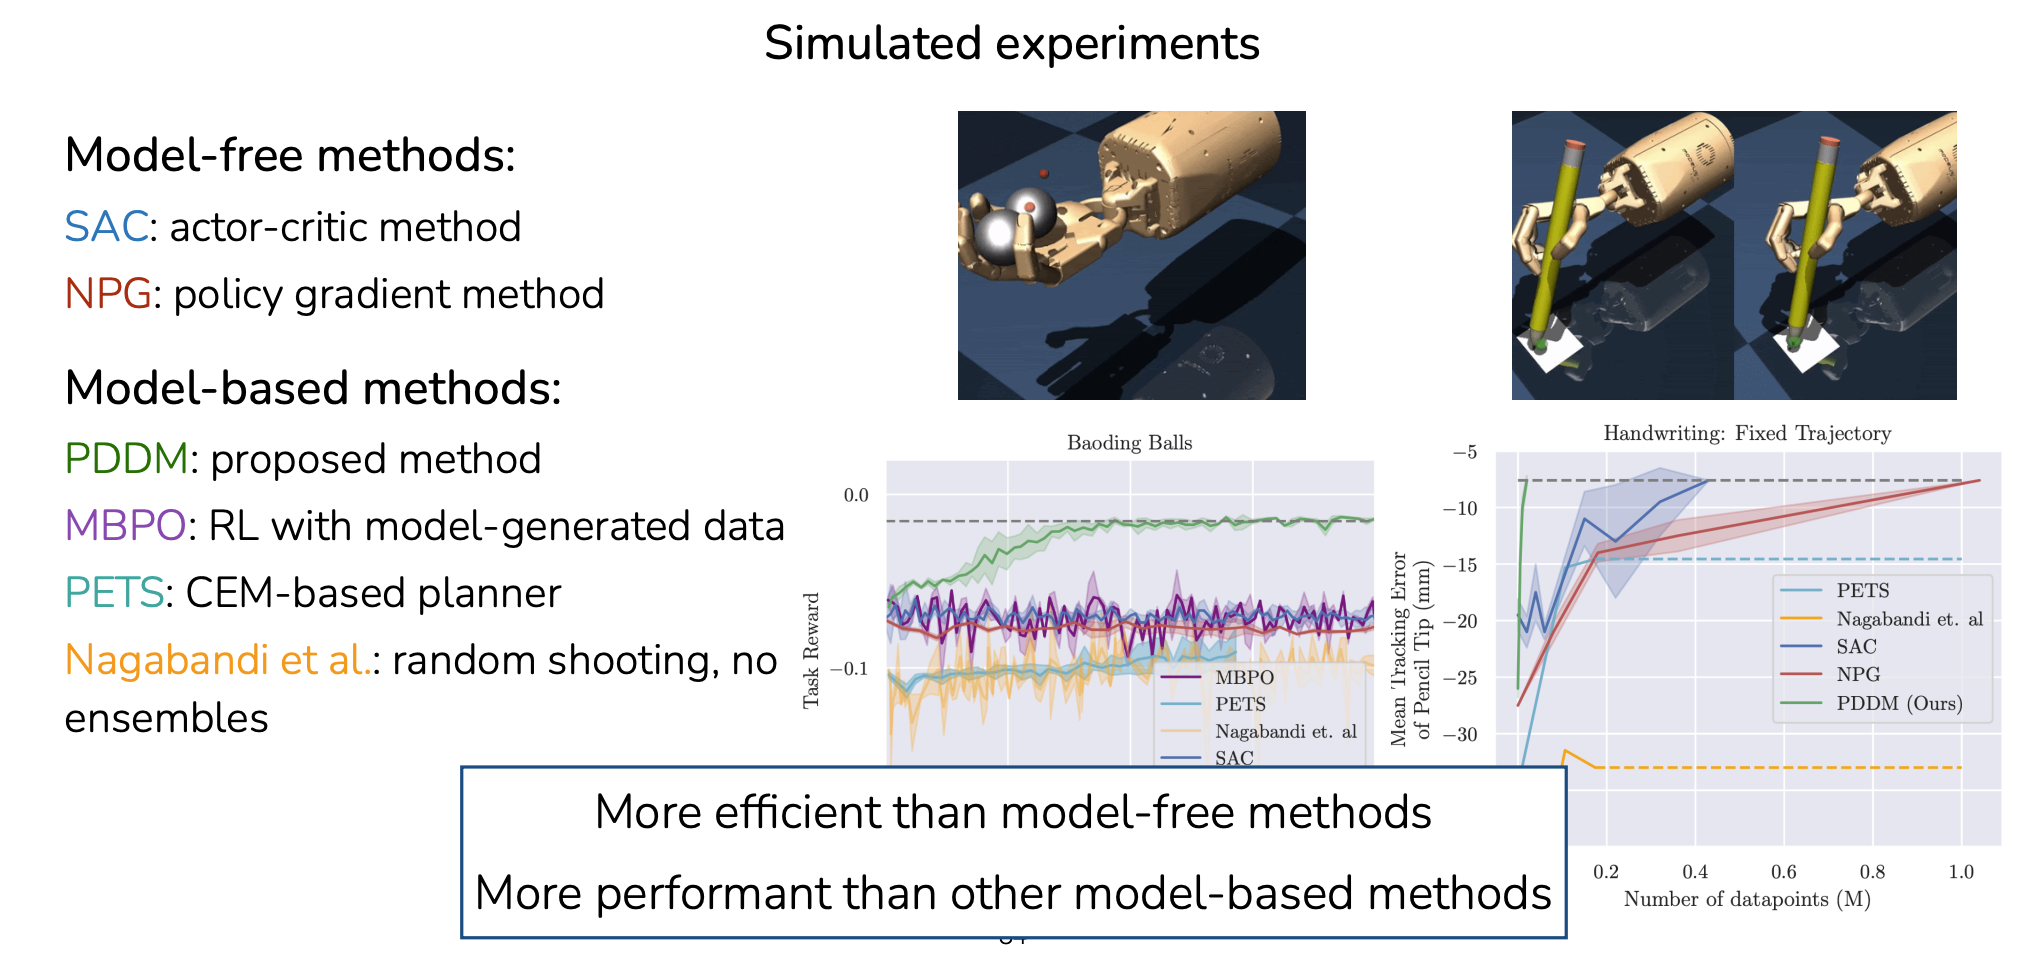 Simulated experiments
Model-free methods:
SAC: actor-critic method
NPG: policy gradient method
Model-based methods:
PDDM: proposed method
MBPO: RL with model-generated data
PETS: CEM-based planner
Nagabandi et al.: random shooting, no
ensembles
Baoding Balls
0.0
−0.1
Task Reward
MBPO
PETS
Nagabandi et. al
SAC
Handwriting: Fixed Trajectory
−5
−10
−15
−20
−25
−30
Mean Tracking Error
of Pencil Tip (mm)
PETS
Nagabandi et. al
SAC
NPG
PDDM (Ours)
0.2 0.4 0.6 0.8 1.0
Number of datapoints (M)
More efficient than model-free methods
More performant than other model-based methods